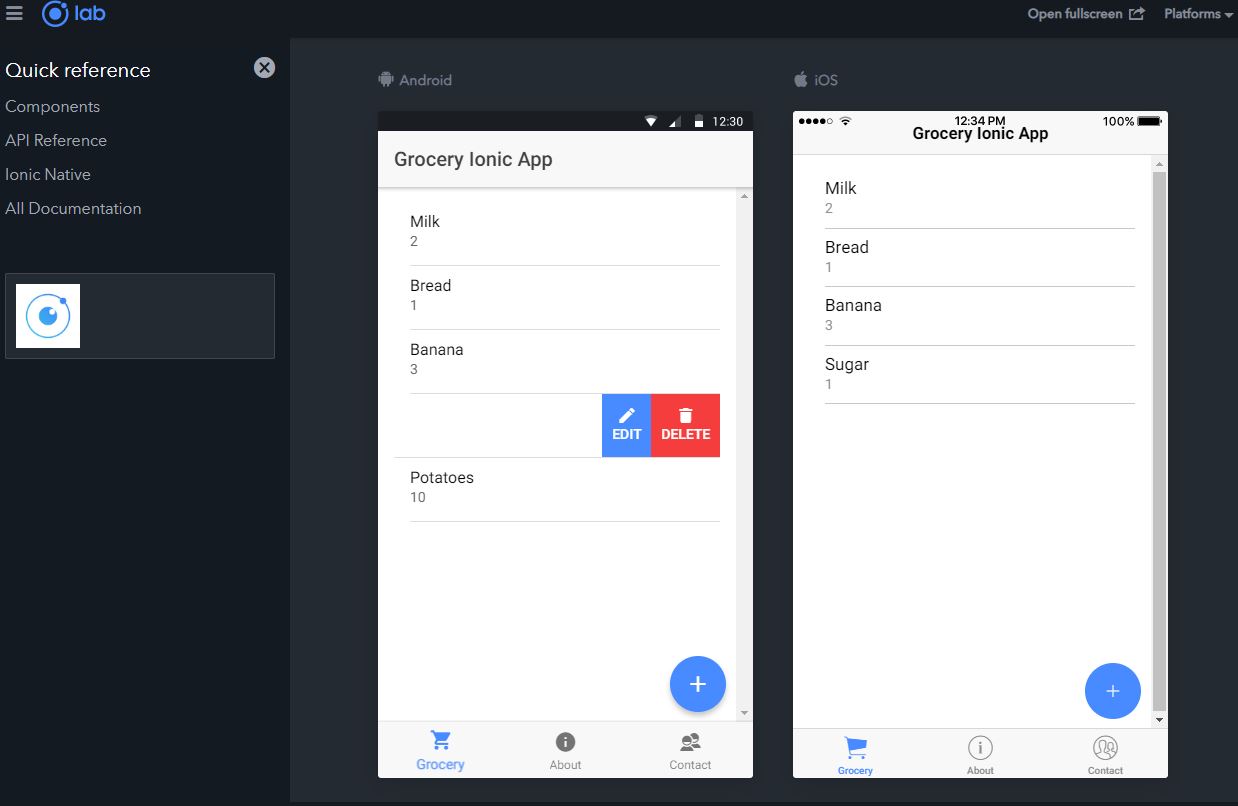 lab
Open fullscreen
Platforms
Quick reference
Components
API Reference
Ionic Native
All Documentation
Android
12:30
Grocery Ionic App
Milk
2
Bread
1
Banana
3
EDIT
DELETE
Potatoes
10
+
Grocery
About
Contact
iOS
12:34 PM
100%
Grocery Ionic App
Milk
2
Bread
1
Banana
3
Sugar
1
+
Grocery
About
Contact